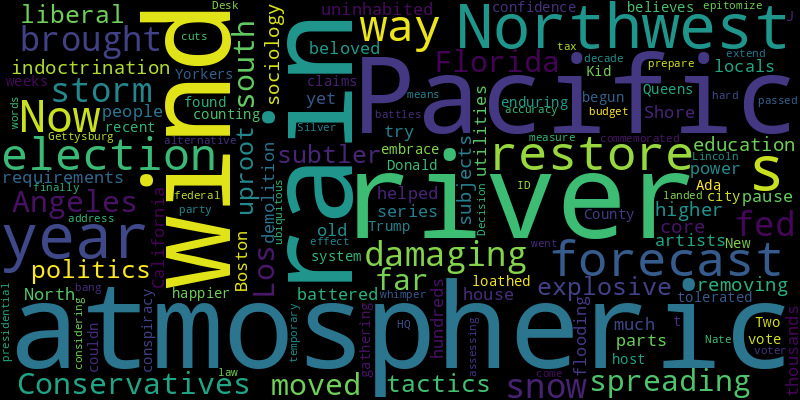 liberal
brought
indoctrination
storm
Now
Yorkers
weeks
people
recent
words
Gettysburg
alternative
election
requirements
finally
Angeles
federal
party
address
year
politics
North
bang
presidential
considering
couldn
conspiracy
happier
law
Conservatives
California
wind
Desk
cuts
found
counting
south
uproot
Boston
Los
demolition
ubiquitous
sociology
uninhabited
beloved
claims
yet
rain
subtler
Silver
battles
means
way
try
embrace
Donald
helped
series
Trump
old
effect
system
battered
temporary
whimper
HQ
gathering
moved
tactics
far
damaging
hundreds
house
loathed
assessing
went
river
atmospheric
Pacific
Northwest
confidence
believes
epitomize
J
tax
decade
Kid
Florida
locals
extend
prepare
enduring
begun
Queens
hard
passed
accuraty
budget
Shore
utilities
subjects
restore
measure
commemorated
education
Lincoln
power
s
ID
Decision
landed
Ada
city
pause
County
higher
core
fed
artists
New
forecast
explosive
removing
tolerated
flooding
much
t
parts
host
Nate
Two
vote
voter
thousands
come
snow
spreading